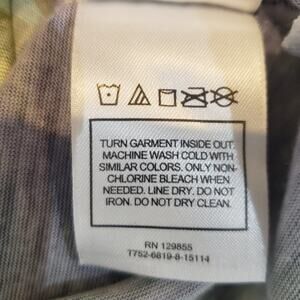 TURN GARMENT INSIDE OUT.
MACHINE WASH COLD WITH
SIMILAR COLORS. ONLY NON-
CHLORINE BLEACH WHEN
NEEDED. LINE DRY. DO NOT
IRON. DO NOT DRY CLEAN.
RN 129855
T752-6819-8-15114